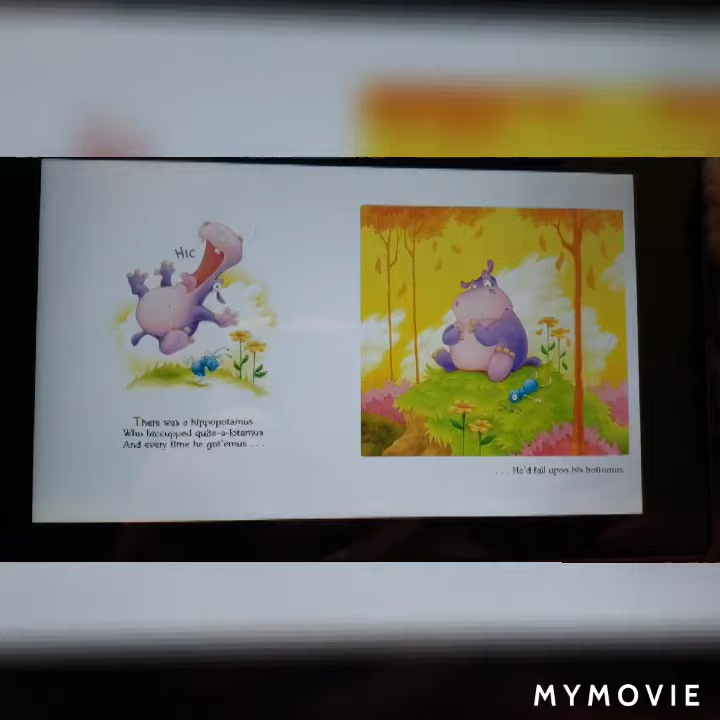 HIC
There was a hippopotamus
Who hiccupped quite-a-lotamus
And every time he got'emus . . .
. . . He'd fall upon his bottomus.
MYMOVIE